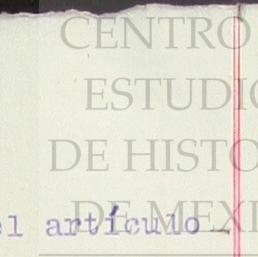 CENTRO
ESTUDIO
DE HISTO
DE MEXI
el artículo